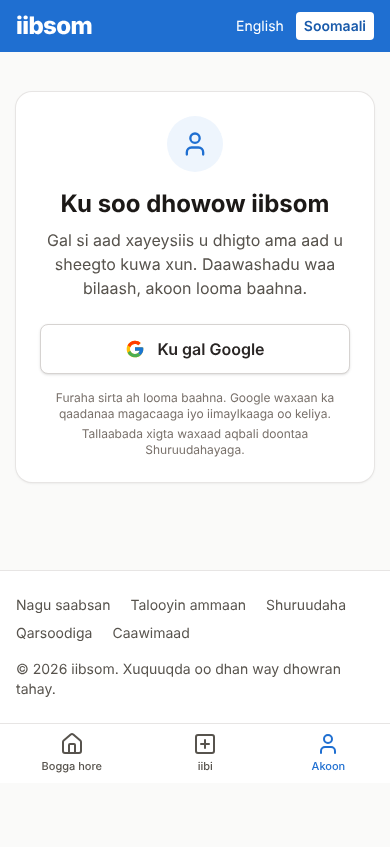 iibsom
English
Soomaali
Ku soo dhowow iibsom
Gal si aad xayeysiis u dhigto ama aad u
sheegto kuwa xun. Daawashadu waa
bilaash, akoon looma baahna.
Ku gal Google
Furaha sirta ah looma baahna. Google waxaan ka
qaadanaa magacaaga iyo iimaylkaaga oo keliya.
Tallaabada xigta waxaad aqbali doontaa
Shuruudahayaga.
Nagu saabsan
Talooyin ammaan
Shuruudaha
Qarsoodiga
Caawimaad
© 2026 iibsom. Xuquuqda oo dhan way dhowran
tahay.
Bogga hore
iibi
Akoon